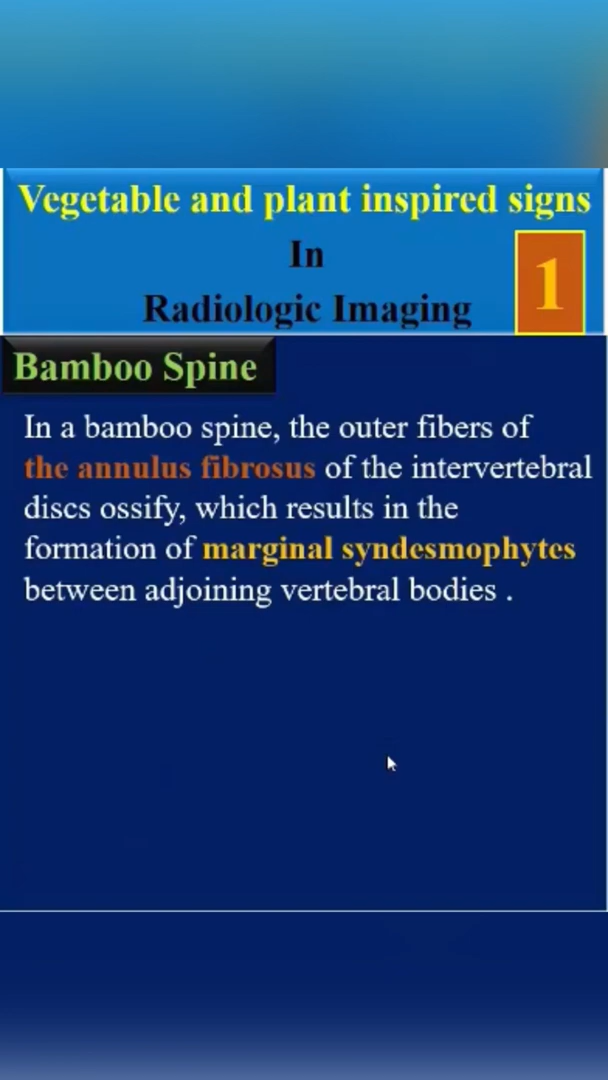 Vegetable and plant inspired signs
In
Radiologic Imaging
1
Bamboo Spine
In a bamboo spine, the outer fibers of
the annulus fibrosus of the intervertebral
discs ossify, which results in the
formation of marginal syndesmophytes
between adjoining vertebral bodies .